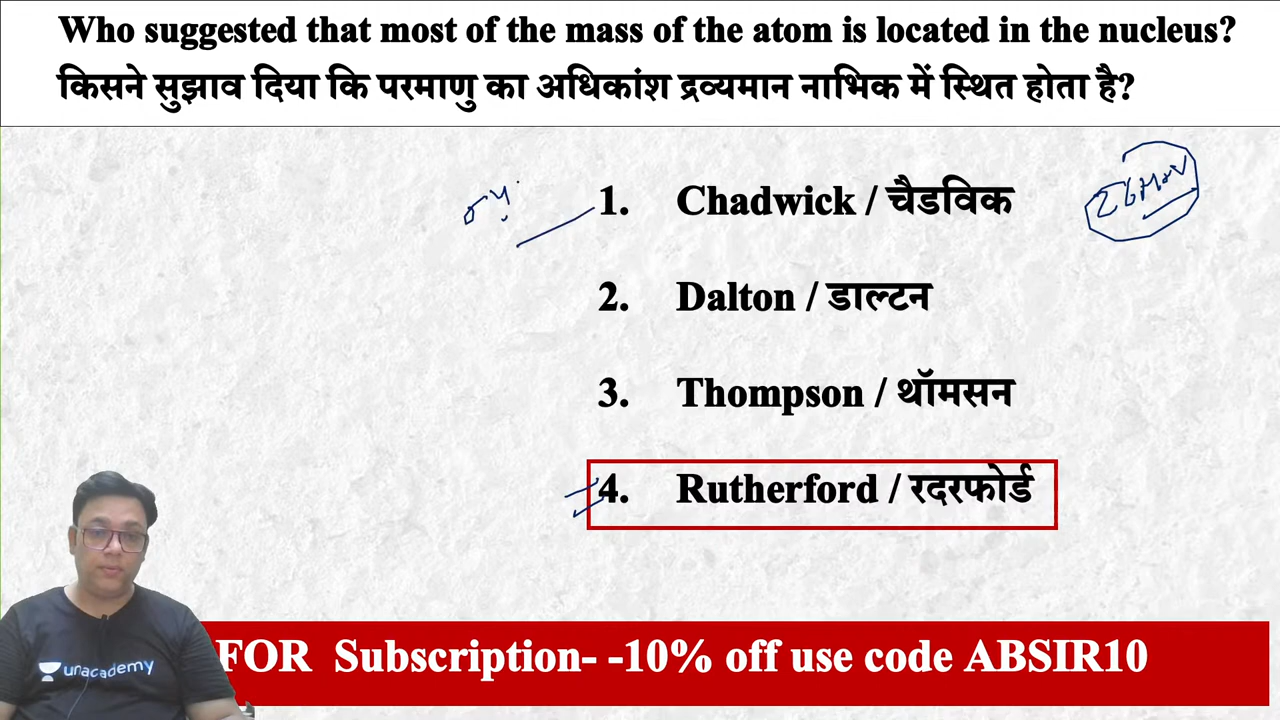 Who suggested that most of the mass of the atom is located in the nucleus?
किसने सुझाव दिया कि परमाणु का अधिकांश द्रव्यमान नाभिक में स्थित होता है?
1. Chadwick / चैडविक
2. Dalton / डाल्टन
3. Thompson / थॉमसन
4. Rutherford / रदरफोर्ड
unacademy
FOR Subscription- -10% off use code ABSIR10